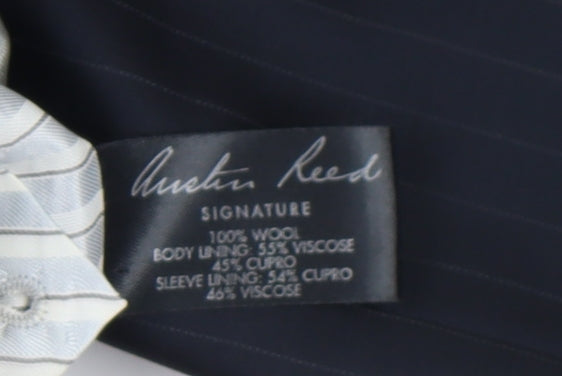 Austin Reed
SIGNATURE
100% WOOL
BODY LINING: 55% VISCOSE
45% CUPRO
SLEEVE LINING: 54% CUPRO
46% VISCOSE